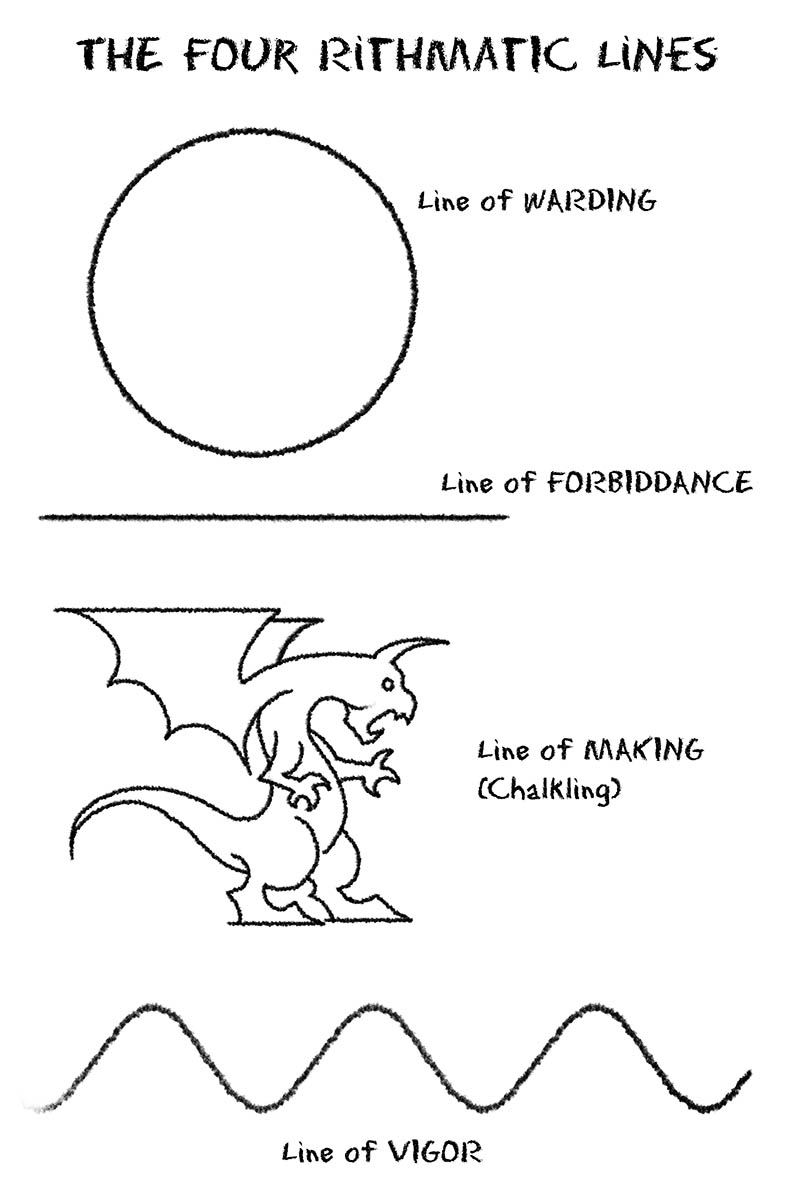 THE FOUR RITHMATIC LINES
Line of WARDING
Line of FORBIDDANCE
Line of MAKING
(Chalkling)
Line of VIGOR